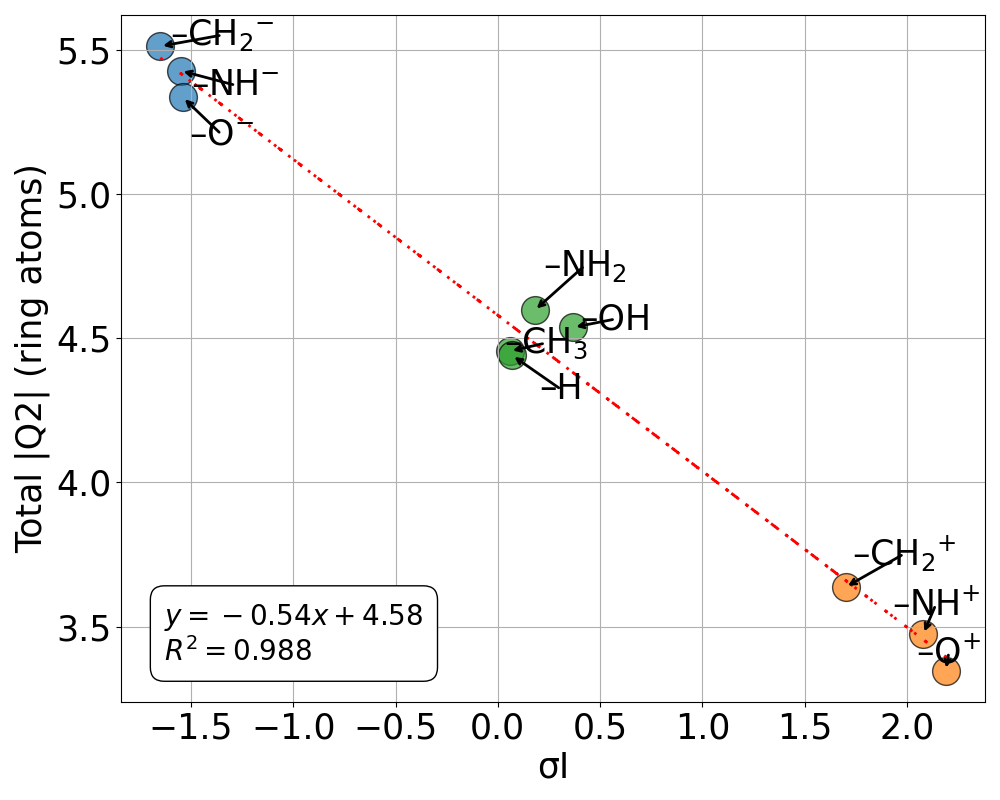 –CH₂⁻
–NH⁻
–O⁻
–NH₂
–OH
–CH₃
–H
–CH₂⁺
–NH⁺
–O⁺
y = −0.54x + 4.58
R² = 0.988
5.5
5.0
4.5
4.0
3.5
Total |Q2| (ring atoms)
−1.5 −1.0 −0.5 0.0 0.5 1.0 1.5 2.0
σI